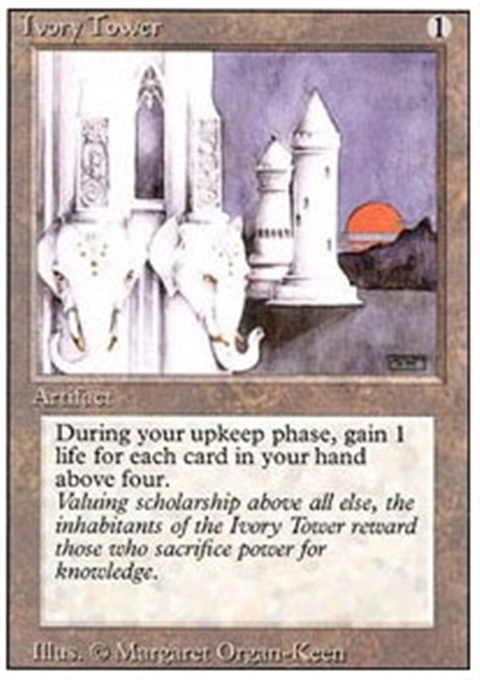 Ivory Tower 1
Artifact
During your upkeep phase, gain 1
life for each card in your hand
above four.
Valuing scholarship above all else, the
inhabitants of the Ivory Tower reward
those who sacrifice power for
knowledge.
Illus. © Margaret Organ-Keen